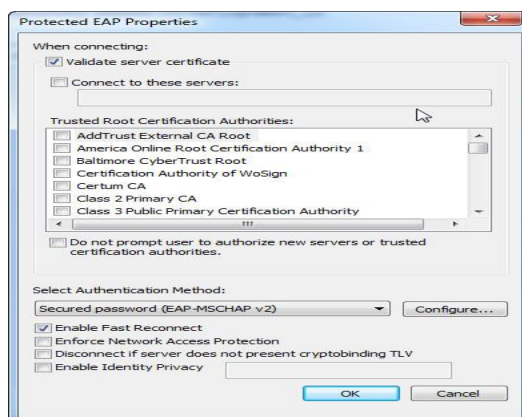 Protected EAP Properties
When connecting:
Validate server certificate
Connect to these servers:
Trusted Root Certification Authorities:
AddTrust External CA Root
America Online Root Certification Authority 1
Baltimore CyberTrust Root
Certification Authority of WoSign
Certum CA
Class 2 Primary CA
Class 3 Public Primary Certification Authority
Do not prompt user to authorize new servers or trusted
certification authorities.
Select Authentication Method:
Secured password (EAP-MSCHAP v2) Configure...
Enable Fast Reconnect
Enforce Network Access Protection
Disconnect if server does not present cryptobinding TLV
Enable Identity Privacy
OK Cancel